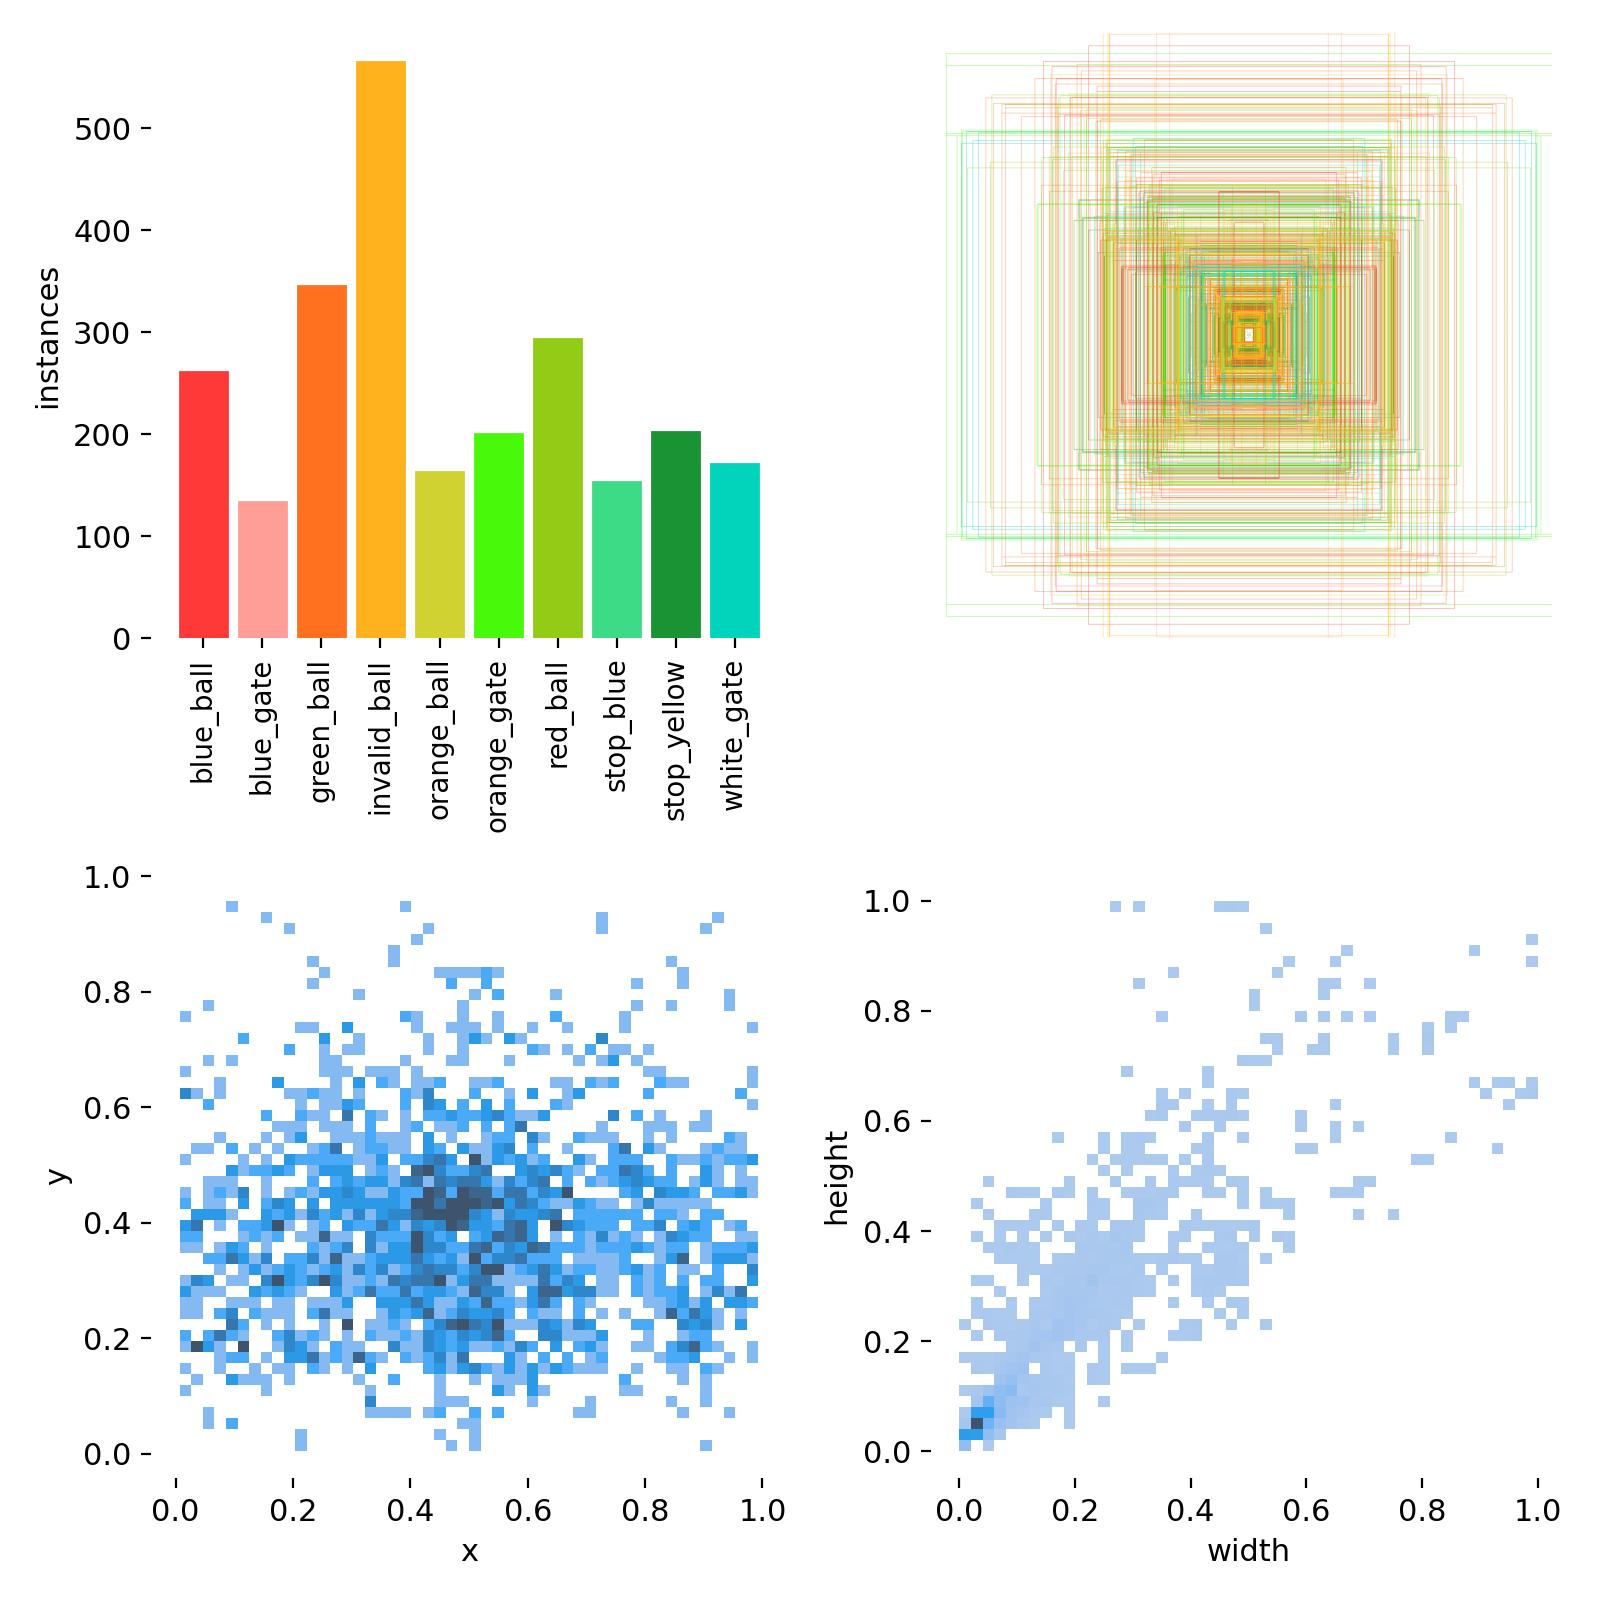 instances
500
400
300
200
100
0
blue_ball
blue_gate
green_ball
invalid_ball
orange_ball
orange_gate
red_ball
stop_blue
stop_yellow
white_gate
y
1.0
0.8
0.6
0.4
0.2
0.0
0.0 0.2 0.4 0.6 0.8 1.0
x
height
1.0
0.8
0.6
0.4
0.2
0.0
0.0 0.2 0.4 0.6 0.8 1.0
width